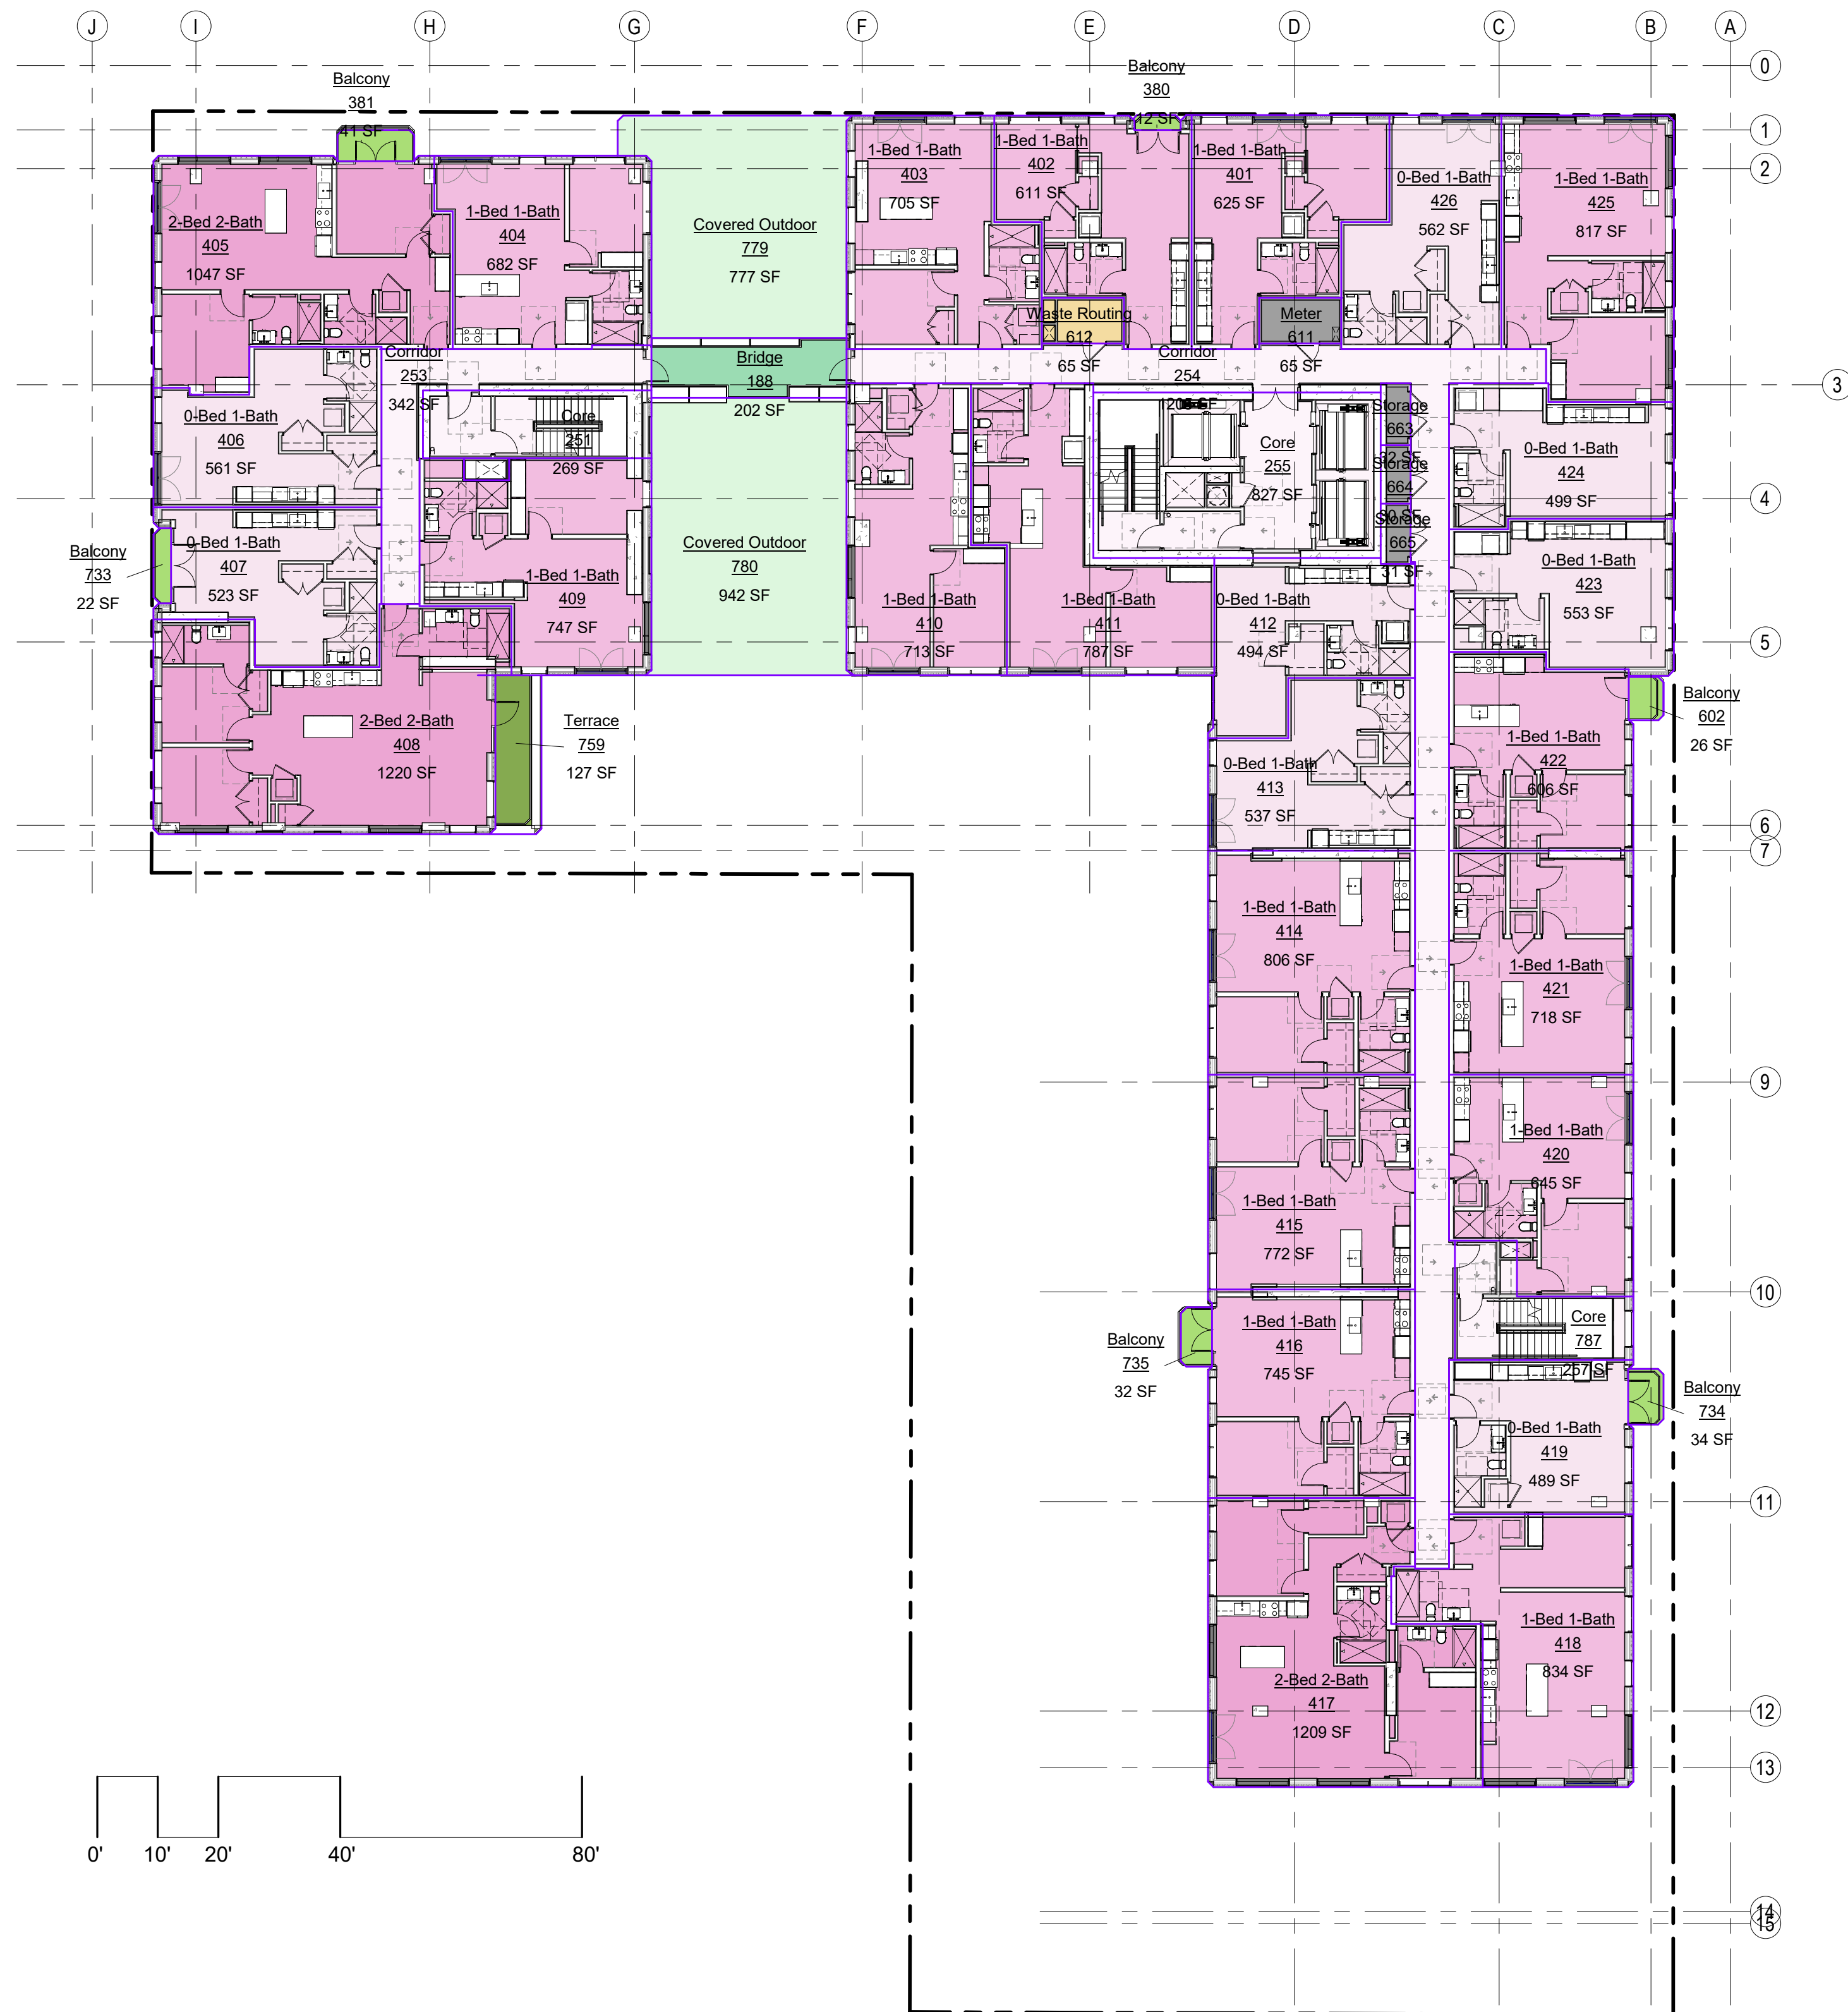 J I H G F E D C B A
0
1
2
3
4
5
6
7
9
10
11
12
13
14
15
Balcony
381
41 SF
Balcony
380
12 SF
2-Bed 2-Bath
405
1047 SF
1-Bed 1-Bath
404
682 SF
Covered Outdoor
779
777 SF
1-Bed 1-Bath
403
705 SF
1-Bed 1-Bath
402
611 SF
1-Bed 1-Bath
401
625 SF
0-Bed 1-Bath
426
562 SF
1-Bed 1-Bath
425
817 SF
Waste Routing
612
65 SF
Meter
611
65 SF
Corridor
253
342 SF
Bridge
188
202 SF
Corridor
254
Core
251
269 SF
Core
255
827 SF
Storage
663
Storage
664
Storage
665
31 SF
0-Bed 1-Bath
406
561 SF
0-Bed 1-Bath
407
523 SF
Balcony
733
22 SF
1-Bed 1-Bath
409
747 SF
Covered Outdoor
780
942 SF
1-Bed 1-Bath
410
713 SF
1-Bed 1-Bath
411
787 SF
0-Bed 1-Bath
412
494 SF
0-Bed 1-Bath
424
499 SF
0-Bed 1-Bath
423
553 SF
2-Bed 2-Bath
408
1220 SF
Terrace
759
127 SF
0-Bed 1-Bath
413
537 SF
1-Bed 1-Bath
422
606 SF
Balcony
602
26 SF
1-Bed 1-Bath
414
806 SF
1-Bed 1-Bath
421
718 SF
1-Bed 1-Bath
415
772 SF
1-Bed 1-Bath
420
645 SF
Core
787
257 SF
1-Bed 1-Bath
416
745 SF
Balcony
735
32 SF
Balcony
734
34 SF
0-Bed 1-Bath
419
489 SF
2-Bed 2-Bath
417
1209 SF
1-Bed 1-Bath
418
834 SF
0' 10' 20' 40' 80'